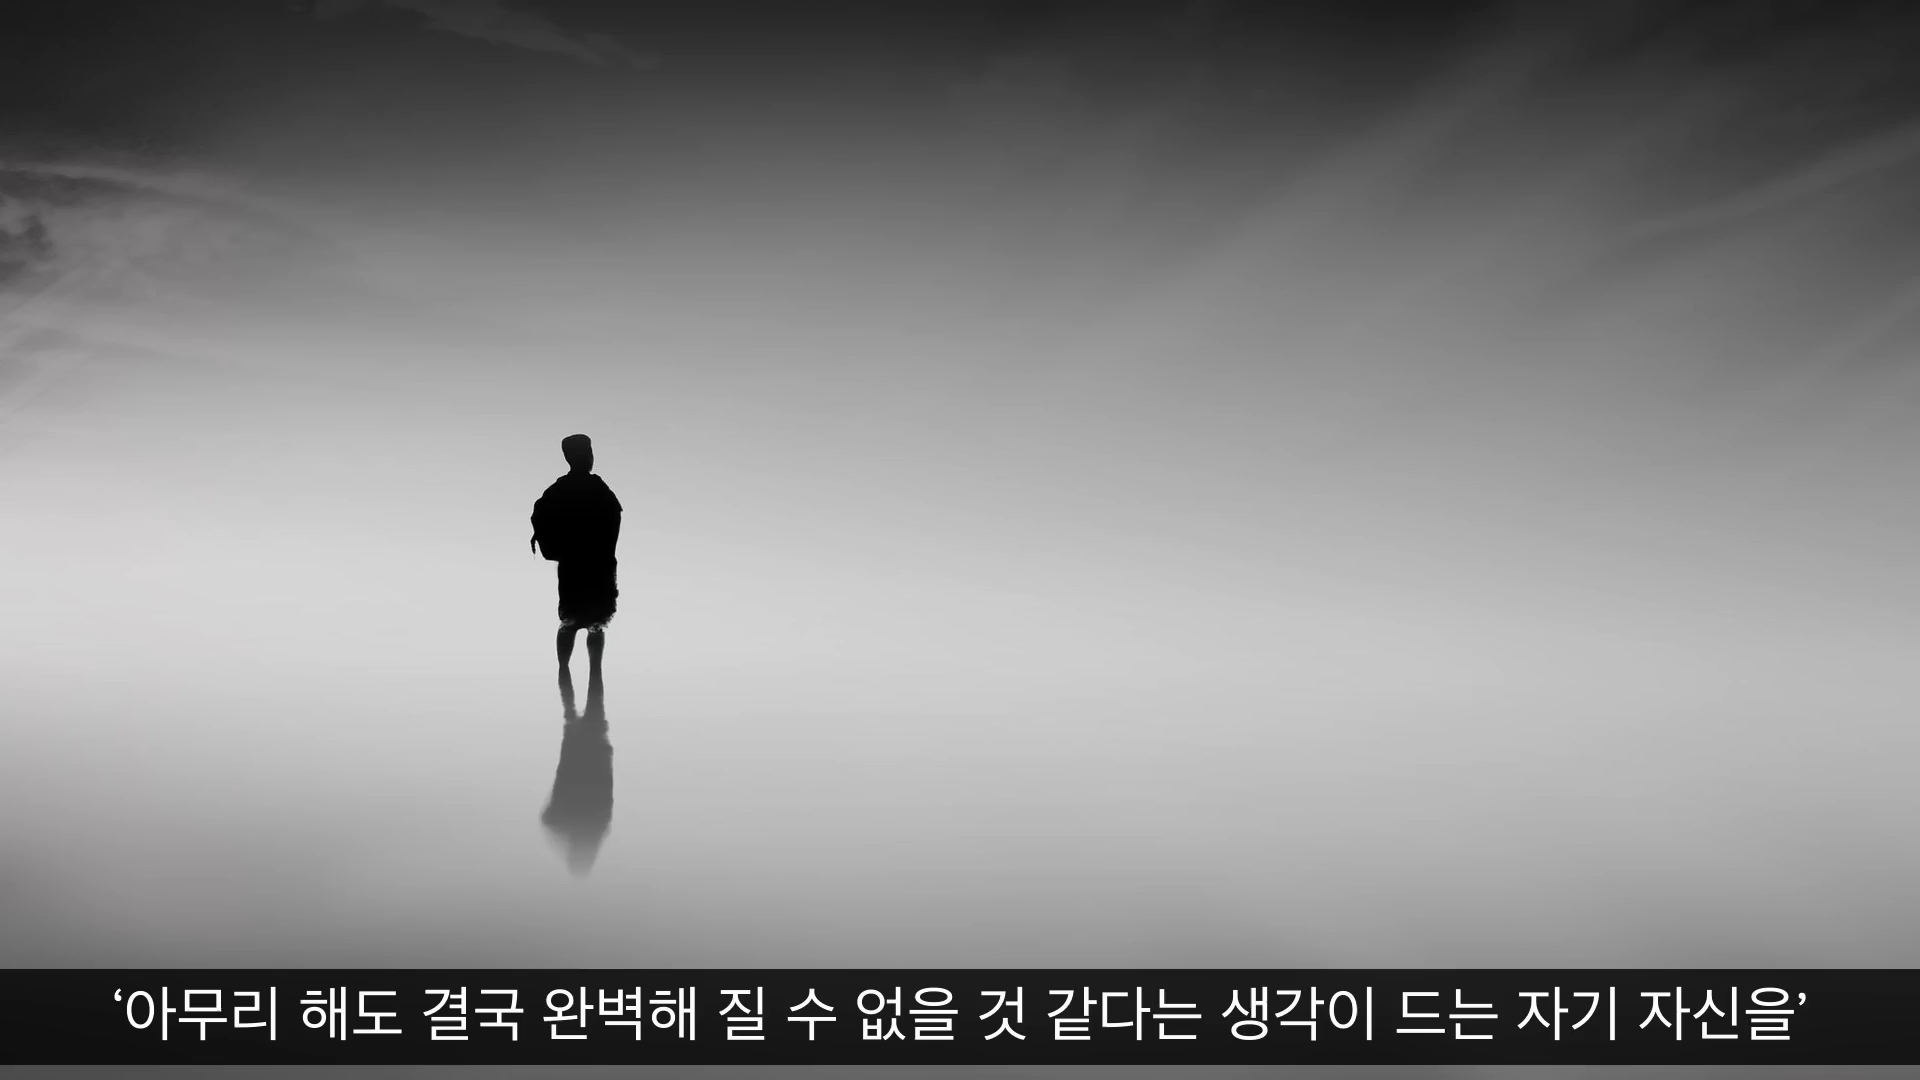 ‘아무리 해도 결국 완벽해 질 수 없을 것 같다는 생각이 드는 자기 자신을’